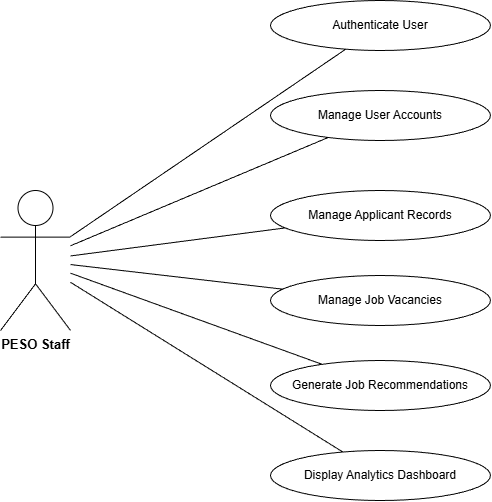 Authenticate User
Manage User Accounts
Manage Applicant Records
Manage Job Vacancies
PESO Staff
Generate Job Recommendations
Display Analytics Dashboard